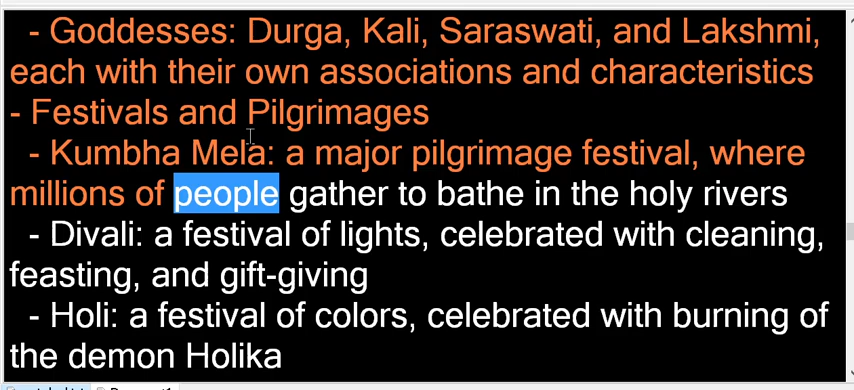 - Goddesses: Durga, Kali, Saraswati, and Lakshmi,
each with their own associations and characteristics
- Festivals and Pilgrimages
- Kumbha Mela: a major pilgrimage festival, where
millions of people gather to bathe in the holy rivers
- Divali: a festival of lights, celebrated with cleaning,
feasting, and gift-giving
- Holi: a festival of colors, celebrated with burning of
the demon Holika